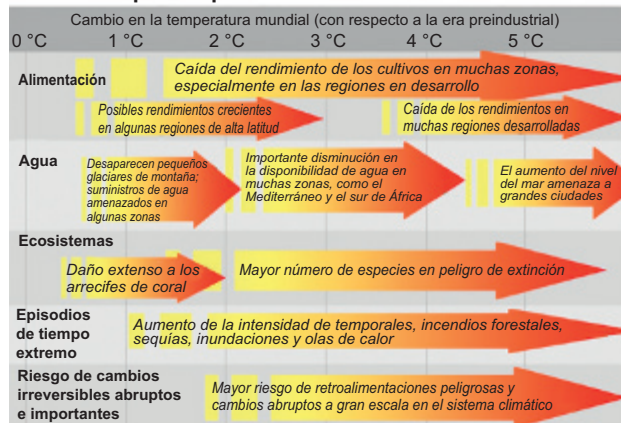 Cambio en la temperatura mundial (con respecto a la era preindustrial)
0 °C 1 °C 2 °C 3 °C 4 °C 5 °C
Alimentación
Caída del rendimiento de los cultivos en muchas zonas,
especialmente en las regiones en
desarrollo
Posibles rendimientos crecientes
en algunas regiones de alta latitud
Caída de los rendimientos en
muchas regiones desarrolladas
Agua
Desaparecen pequeños
glaciares de montaña;
suministros de agua
amenazados en
algunas zonas
Importante disminución en
la disponibilidad de agua en
muchas zonas, como el
Mediterráneo y el sur de África
El aumento del nivel
del mar amenaza a
grandes ciudades
Ecosistemas
Daño extenso a los
arrecifes de coral
Mayor número de especies en peligro de extinción
Episodios
de tiempo
extremo
Aumento de la intensidad de temporales, incendios forestales,
sequías, inundaciones y olas de calor
Riesgo de cambios
irreversibles abruptos
e importantes
Mayor riesgo de retroalimentaciones peligrosas y
cambios abruptos a gran escala en el sistema climático